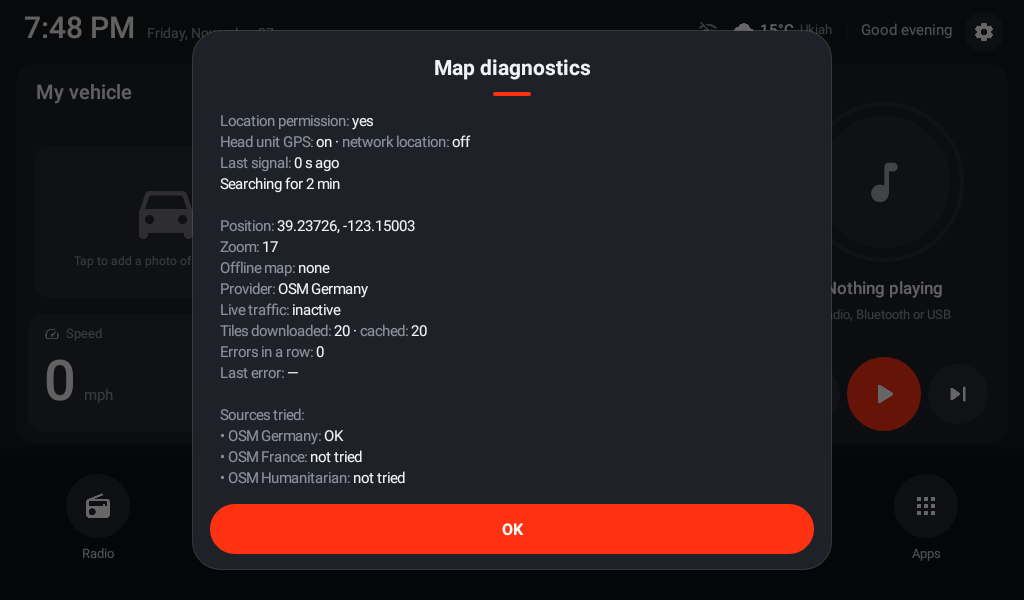 7:48 PM
Friday, November 27
15°C Ukiah
Good evening
My vehicle
Tap to add a photo of
Speed
0 mph
Map diagnostics
Location permission: yes
Head unit GPS: on · network location: off
Last signal: 0 s ago
Searching for 2 min
Position: 39.23726, -123.15003
Zoom: 17
Offline map: none
Provider: OSM Germany
Live traffic: inactive
Tiles downloaded: 20 · cached: 20
Errors in a row: 0
Last error: —
Sources tried:
• OSM Germany: OK
• OSM France: not tried
• OSM Humanitarian: not tried
OK
Nothing playing
Bluetooth or USB
Radio
Apps